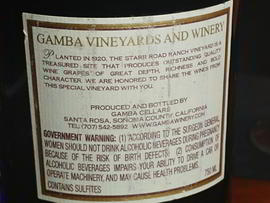 GAMBA VINEYARDS AND WINERY
PLANTED IN 1920, THE STARR ROAD RANCH VINEYARD IS A
TREASURED SITE THAT PRODUCES OUTSTANDING QUALITY
WINE GRAPES OF GREAT DEPTH, RICHNESS AND BOLD
CHARACTER. WE ARE HONORED TO SHARE THE WINES FROM
THIS SPECIAL VINEYARD WITH YOU.
PRODUCED AND BOTTLED BY
GAMBA CELLARS
SANTA ROSA, SONOMA COUNTY, CALIFORNIA
TEL:(707) 542-5892 WWW.GAMBAWINERY.COM
GOVERNMENT WARNING: (1) ACCORDING TO THE SURGEON GENERAL,
WOMEN SHOULD NOT DRINK ALCOHOLIC BEVERAGES DURING PREGNANCY
BECAUSE OF THE RISK OF BIRTH DEFECTS. (2) CONSUMPTION OF
ALCOHOLIC BEVERAGES IMPAIRS YOUR ABILITY TO DRIVE A CAR OR
OPERATE MACHINERY, AND MAY CAUSE HEALTH PROBLEMS.
CONTAINS SULFITES 750 ML